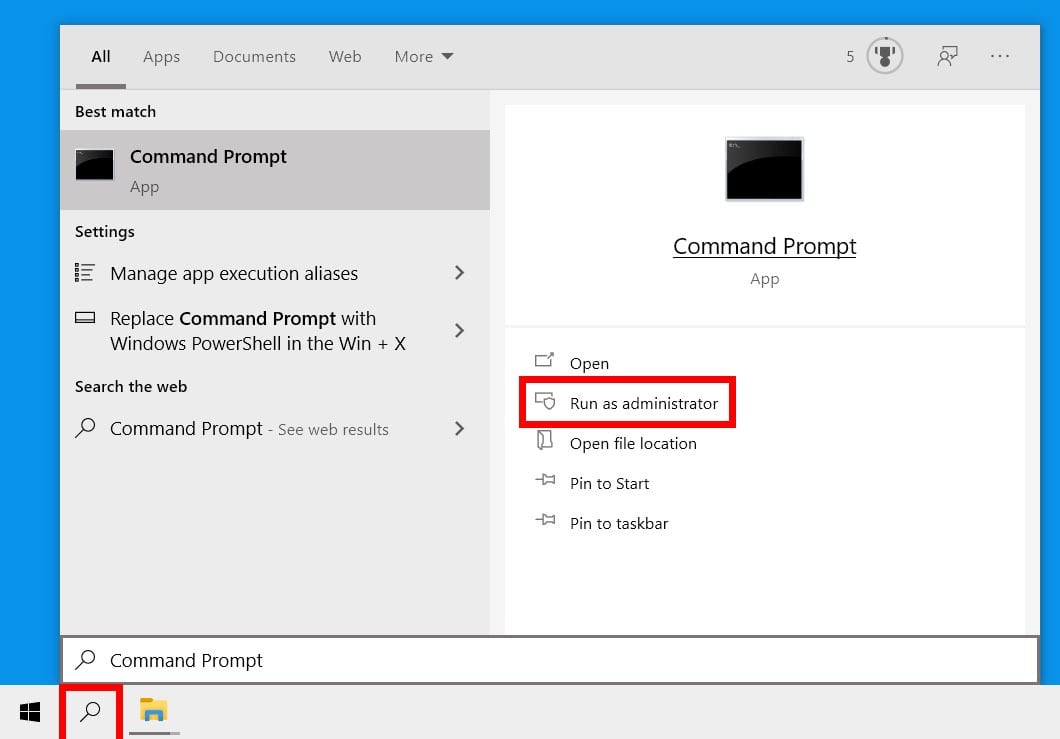 All Apps Documents Web More 5 ...
Best match
Command Prompt
App
Settings
Manage app execution aliases
Replace Command Prompt with
Windows PowerShell in the Win + X
Search the web
Command Prompt - See web results
Command Prompt
App
Open
Run as administrator
Open file location
Pin to Start
Pin to taskbar
Command Prompt